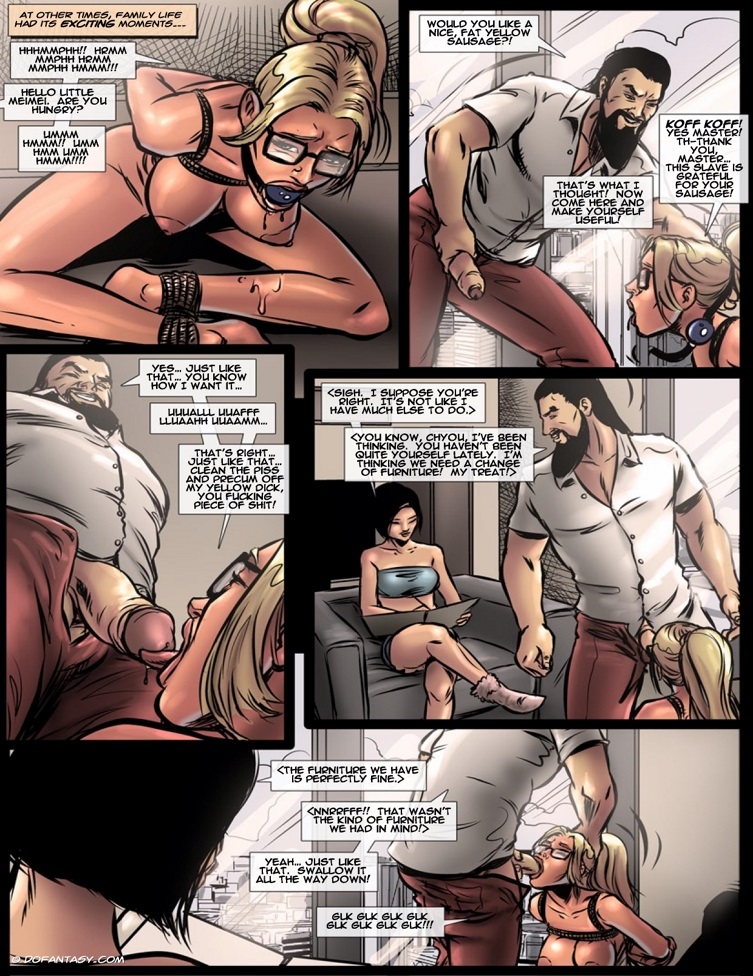 AT OTHER TIMES, FAMILY LIFE
HAD ITS EXCITING MOMENTS...
HHHMMPHH!! HRMM
MMPHH HRMM
MMPHH HMMM!!!
HELLO LITTLE
MEIMEI. ARE YOU
HUNGRY?
UMMM
HMMM!! UMM
HMM UMM
HMMM!!!!
WOULD YOU LIKE A
NICE, FAT YELLOW
SAUSAGE?!
KOFF KOFF!
YES MASTER!
TH-THANK
YOU,
MASTER...
THIS SLAVE IS
GRATEFUL
FOR YOUR
SAUSAGE!
THAT'S WHAT I
THOUGHT! NOW
COME HERE AND
MAKE YOURSELF
USEFUL!
YES... JUST LIKE
THAT... YOU KNOW
HOW I WANT IT...
UUUALLL UUAFFF
LLUAAHH UUAAMM...
THAT'S RIGHT...
JUST LIKE THAT...
CLEAN THE PISS
AND PRECUM OFF
MY YELLOW DICK,
YOU FUCKING
PIECE OF SHIT!
<SIGH. I SUPPOSE YOU'RE
RIGHT. IT'S NOT LIKE I
HAVE MUCH ELSE TO DO.>
<YOU KNOW, CHYOU, I'VE BEEN
THINKING. YOU HAVEN'T BEEN
QUITE YOURSELF LATELY. I'M
THINKING WE NEED A CHANGE
OF FURNITURE! MY TREAT!>
<THE FURNITURE WE HAVE
IS PERFECTLY FINE.>
<NNRRFFF!! THAT WASN'T
THE KIND OF FURNITURE
WE HAD IN MIND!>
YEAH... JUST LIKE
THAT. SWALLOW IT
ALL THE WAY DOWN!
GLK GLK GLK GLK
GLK GLK GLK GLK!!!
© DOFANTASY.COM